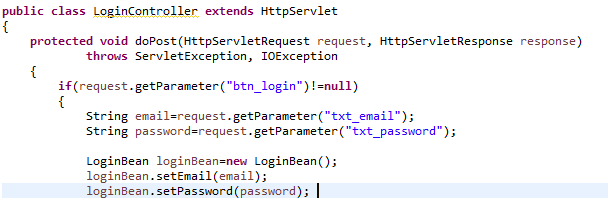 public class LoginController extends HttpServlet
{
    protected void doPost(HttpServletRequest request, HttpServletResponse response)
            throws ServletException, IOException
    {
        if(request.getParameter("btn_login")!=null)
        {
            String email=request.getParameter("txt_email");
            String password=request.getParameter("txt_password");

            LoginBean loginBean=new LoginBean();
            loginBean.setEmail(email);
            loginBean.setPassword(password);